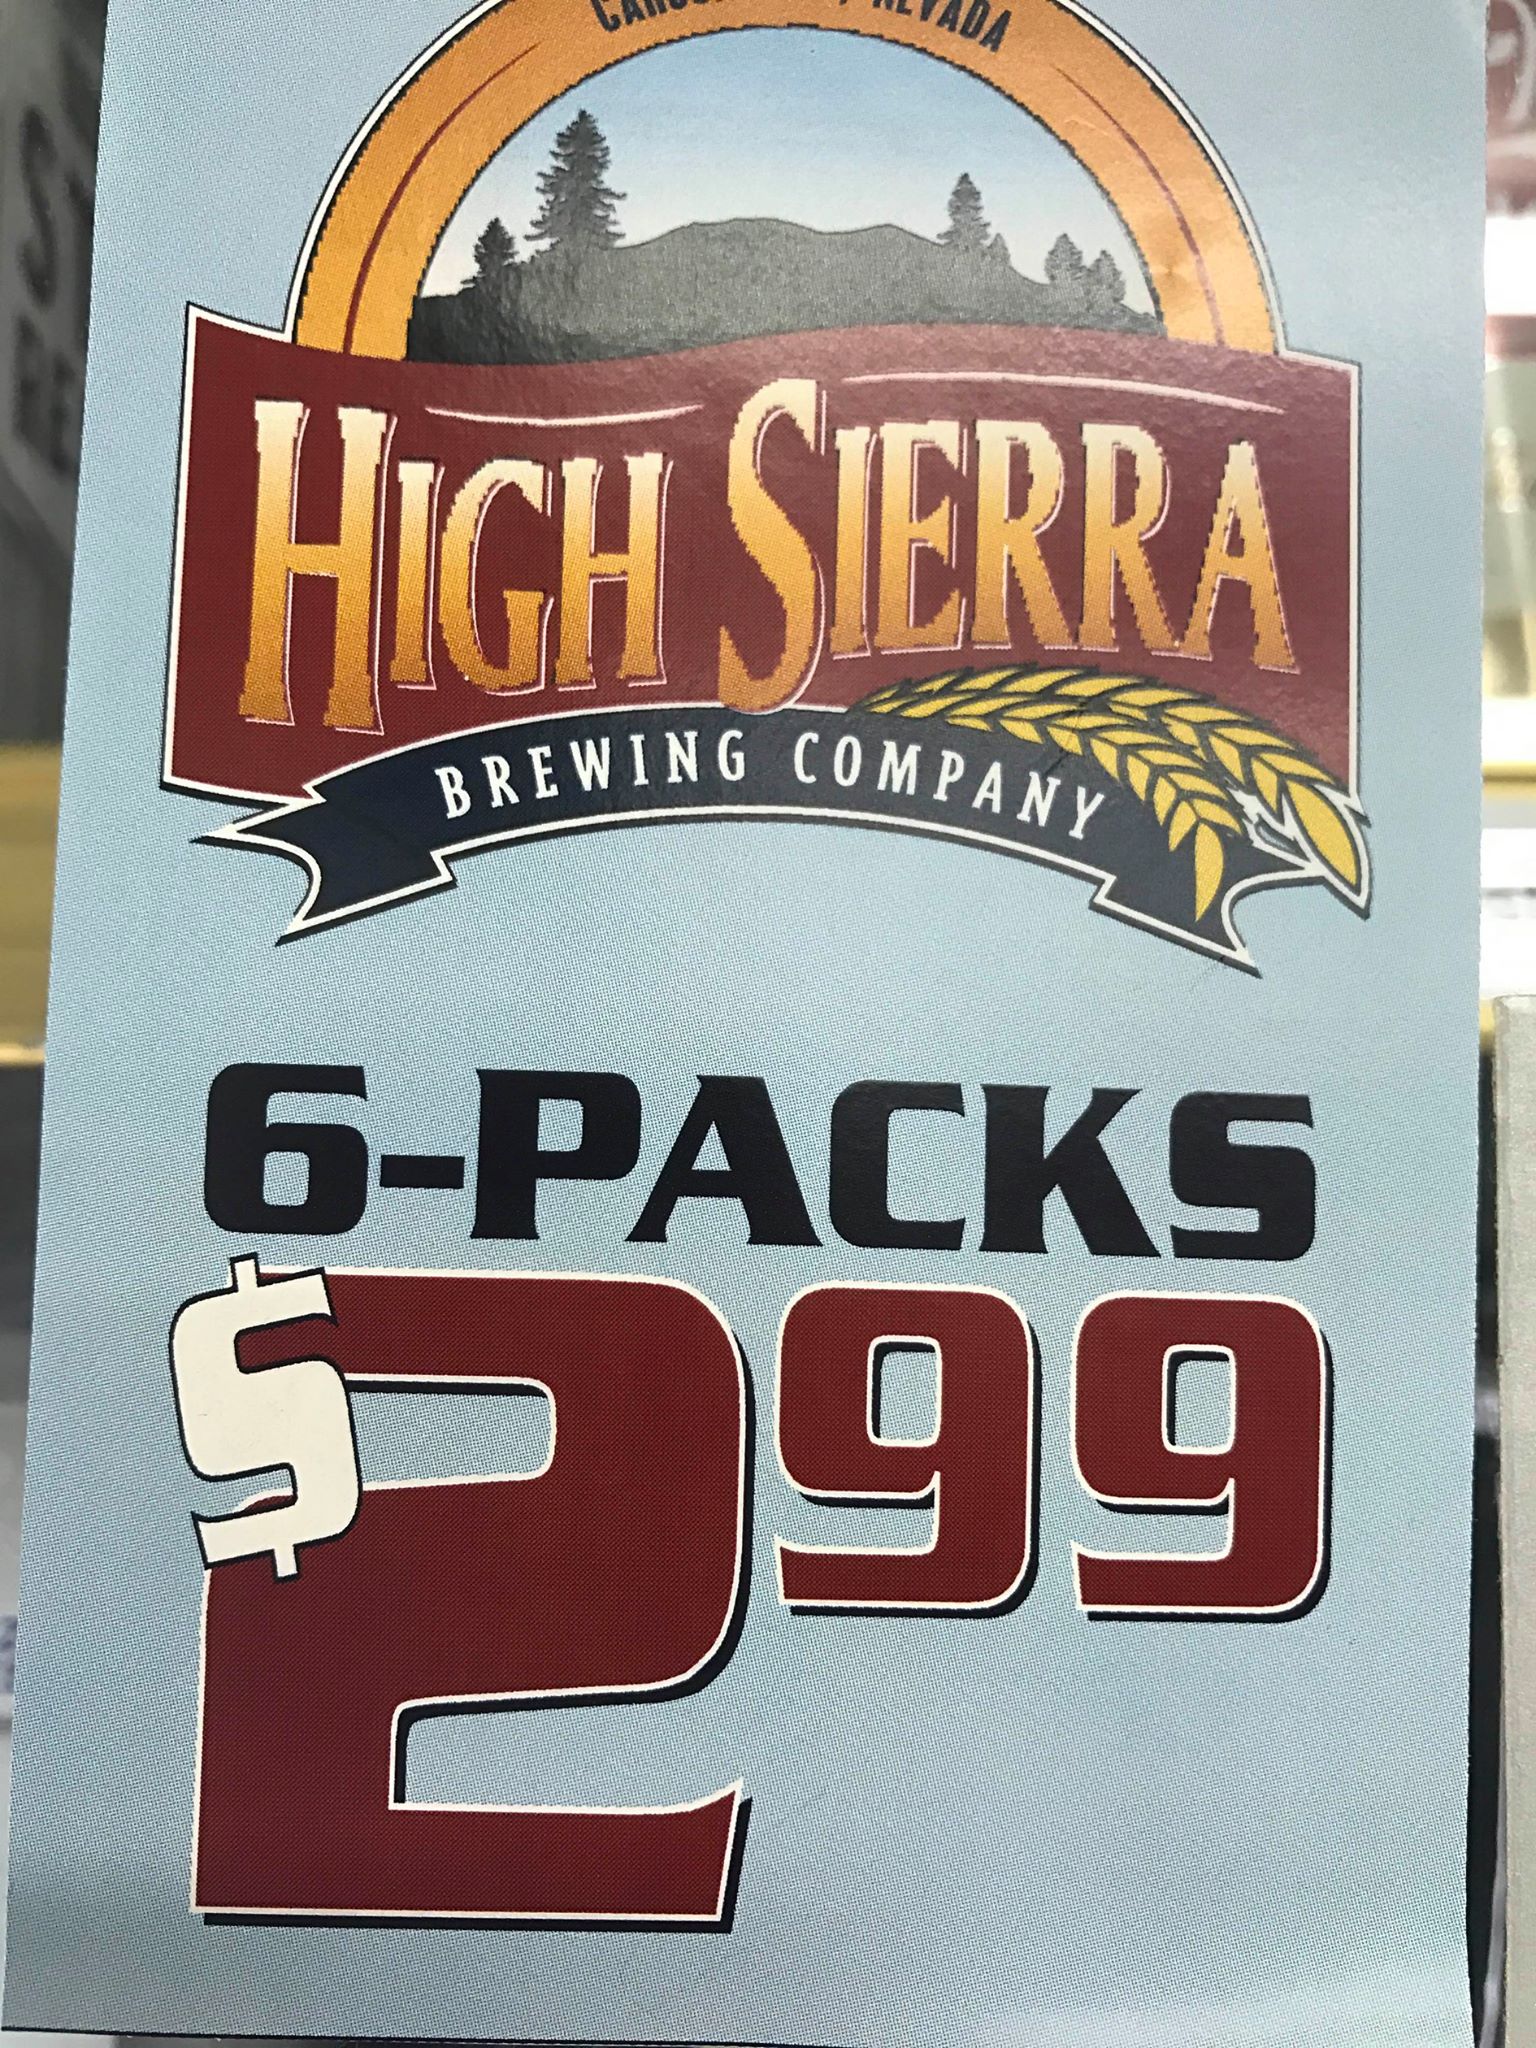 NEVADA
HIGH SIERRA
BREWING COMPANY
6-PACKS
$299